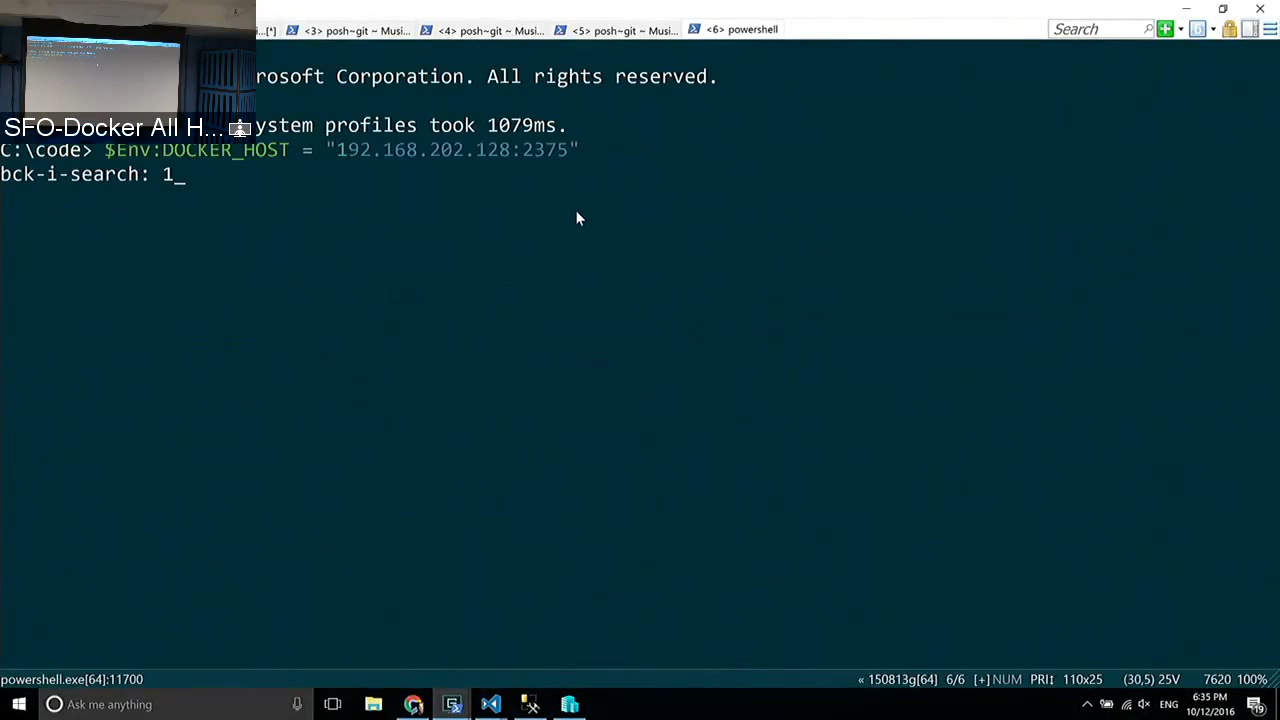 [*] <3> posh~git ~ Musi... <4> posh~git ~ Musi... <5> posh~git ~ Musi... <6> powershell Search
rosoft Corporation. All rights reserved.
SFO-Docker All H...
ystem profiles took 1079ms.
C:\code> $Env:DOCKER_HOST = "192.168.202.128:2375"
bck-i-search: 1_
powershell.exe[64]:11700 « 150813g[64] 6/6 [+] NUM PRI↕ 110x25 (30,5) 25V 7620 100%
Ask me anything ENG 6:35 PM
10/12/2016 19